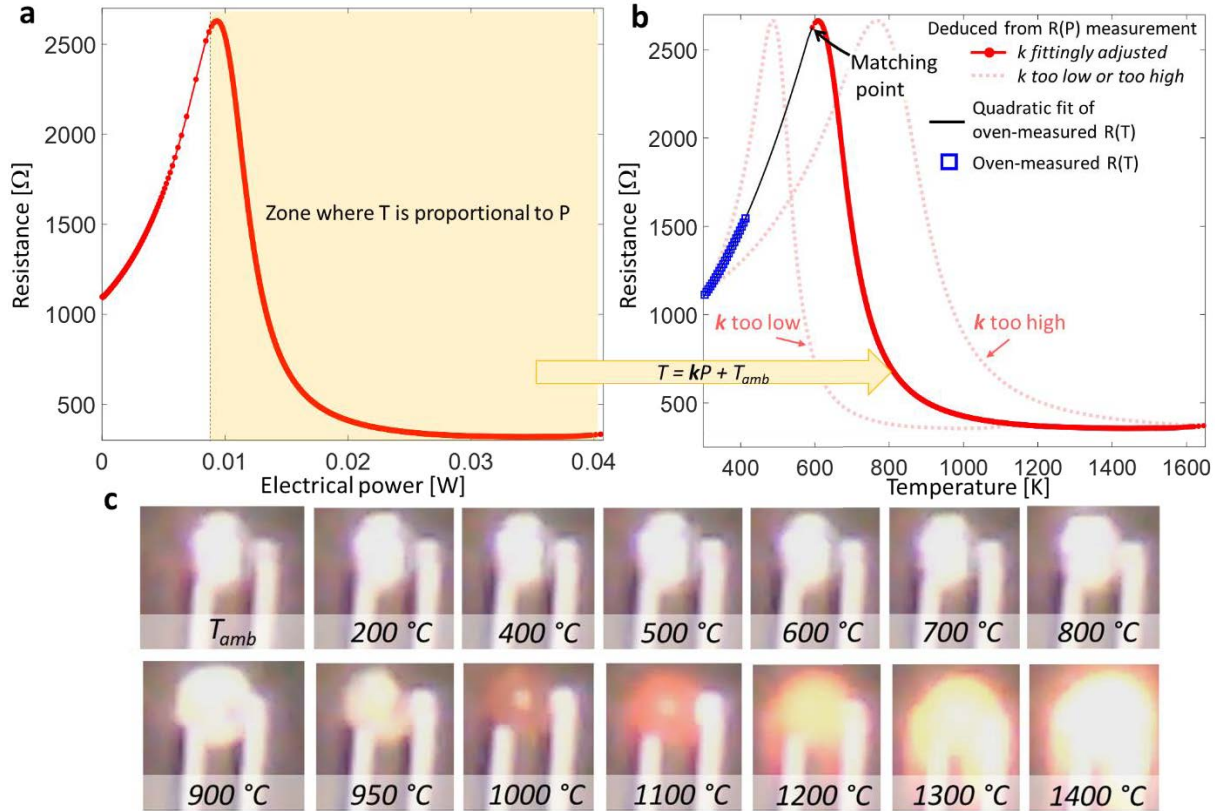 a
Resistance [Ω]
2500
2000
1500
1000
500
0
0.01
0.02
0.03
0.04
Electrical power [W]
Zone where T is proportional to P
b
Resistance [Ω]
2500
2000
1500
1000
500
400
600
800
1000
1200
1400
1600
Temperature [K]
Matching
point
Deduced from R(P) measurement
k fittingly adjusted
k too low or too high
Quadratic fit of
oven-measured R(T)
Oven-measured R(T)
k too low
k too high
T = kP + Tamb
c
Tamb
200 °C
400 °C
500 °C
600 °C
700 °C
800 °C
900 °C
950 °C
1000 °C
1100 °C
1200 °C
1300 °C
1400 °C